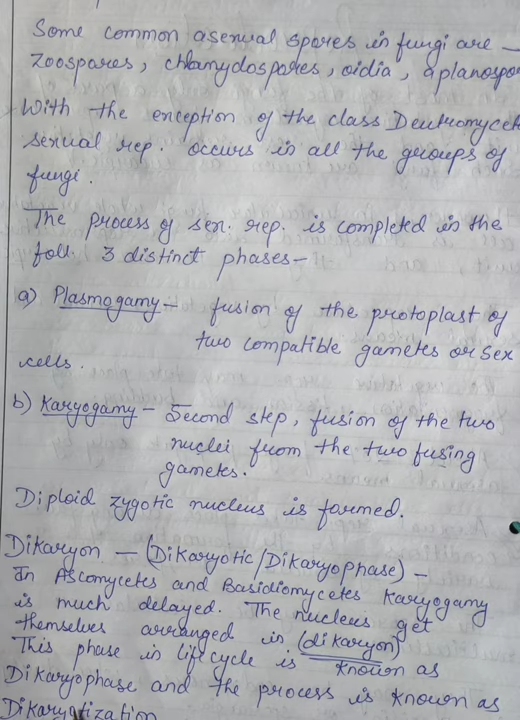 Some common asexual spores in fungi are –
Zoospores, chlamydospores, oidia, aplanospo
With the exception of the class Deuteromycet
sexual rep. occurs in all the groups of
fungi.
The process of sex. rep. is completed in the
foll. 3 distinct phases –
a) Plasmogamy – fusion of the protoplast of
two compatible gametes or sex
cells.
b) Karyogamy – Second step, fusion of the two
nuclei from the two fusing
gametes.
Diploid zygotic nucleus is formed.
Dikaryon – (Dikaryotic/Dikaryophase) –
In Ascomycetes and Basidiomycetes Karyogamy
is much delayed. The nucleus get
themselves arranged in (dikaryon)
This phase in lifecycle is known as
Dikaryophase and the process is known as
Dikaryotization